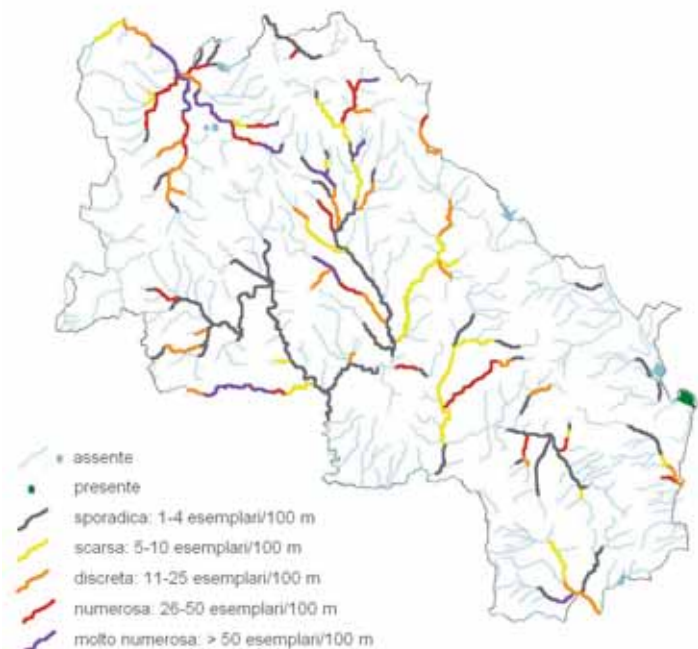 assente
presente
sporadica: 1-4 esemplari/100 m
scarsa: 5-10 esemplari/100 m
discreta: 11-25 esemplari/100 m
numerosa: 26-50 esemplari/100 m
molto numerosa: > 50 esemplari/100 m